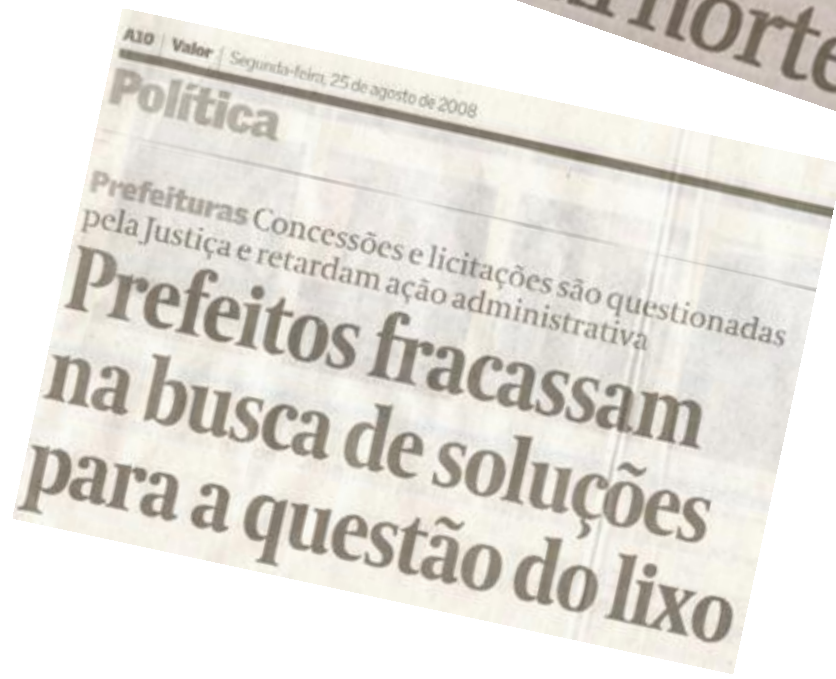 norte
A10 | Valor | Segunda-feira, 25 de agosto de 2008
Política
Prefeituras Concessões e licitações são questionadas
pela Justiça e retardam ação administrativa
Prefeitos fracassam
na busca de soluções
para a questão do lixo